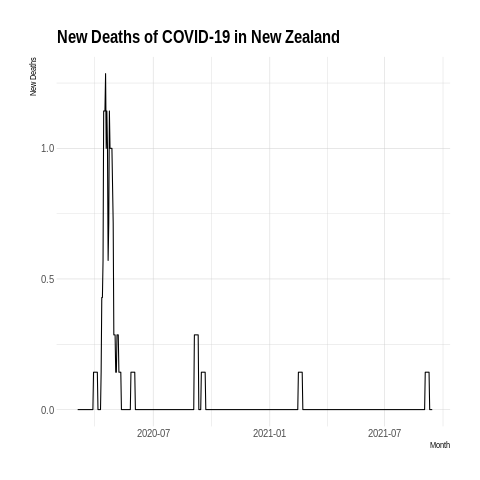 New Deaths of COVID-19 in New Zealand
New Deaths
1.0
0.5
0.0
2020-07 2021-01 2021-07
Month